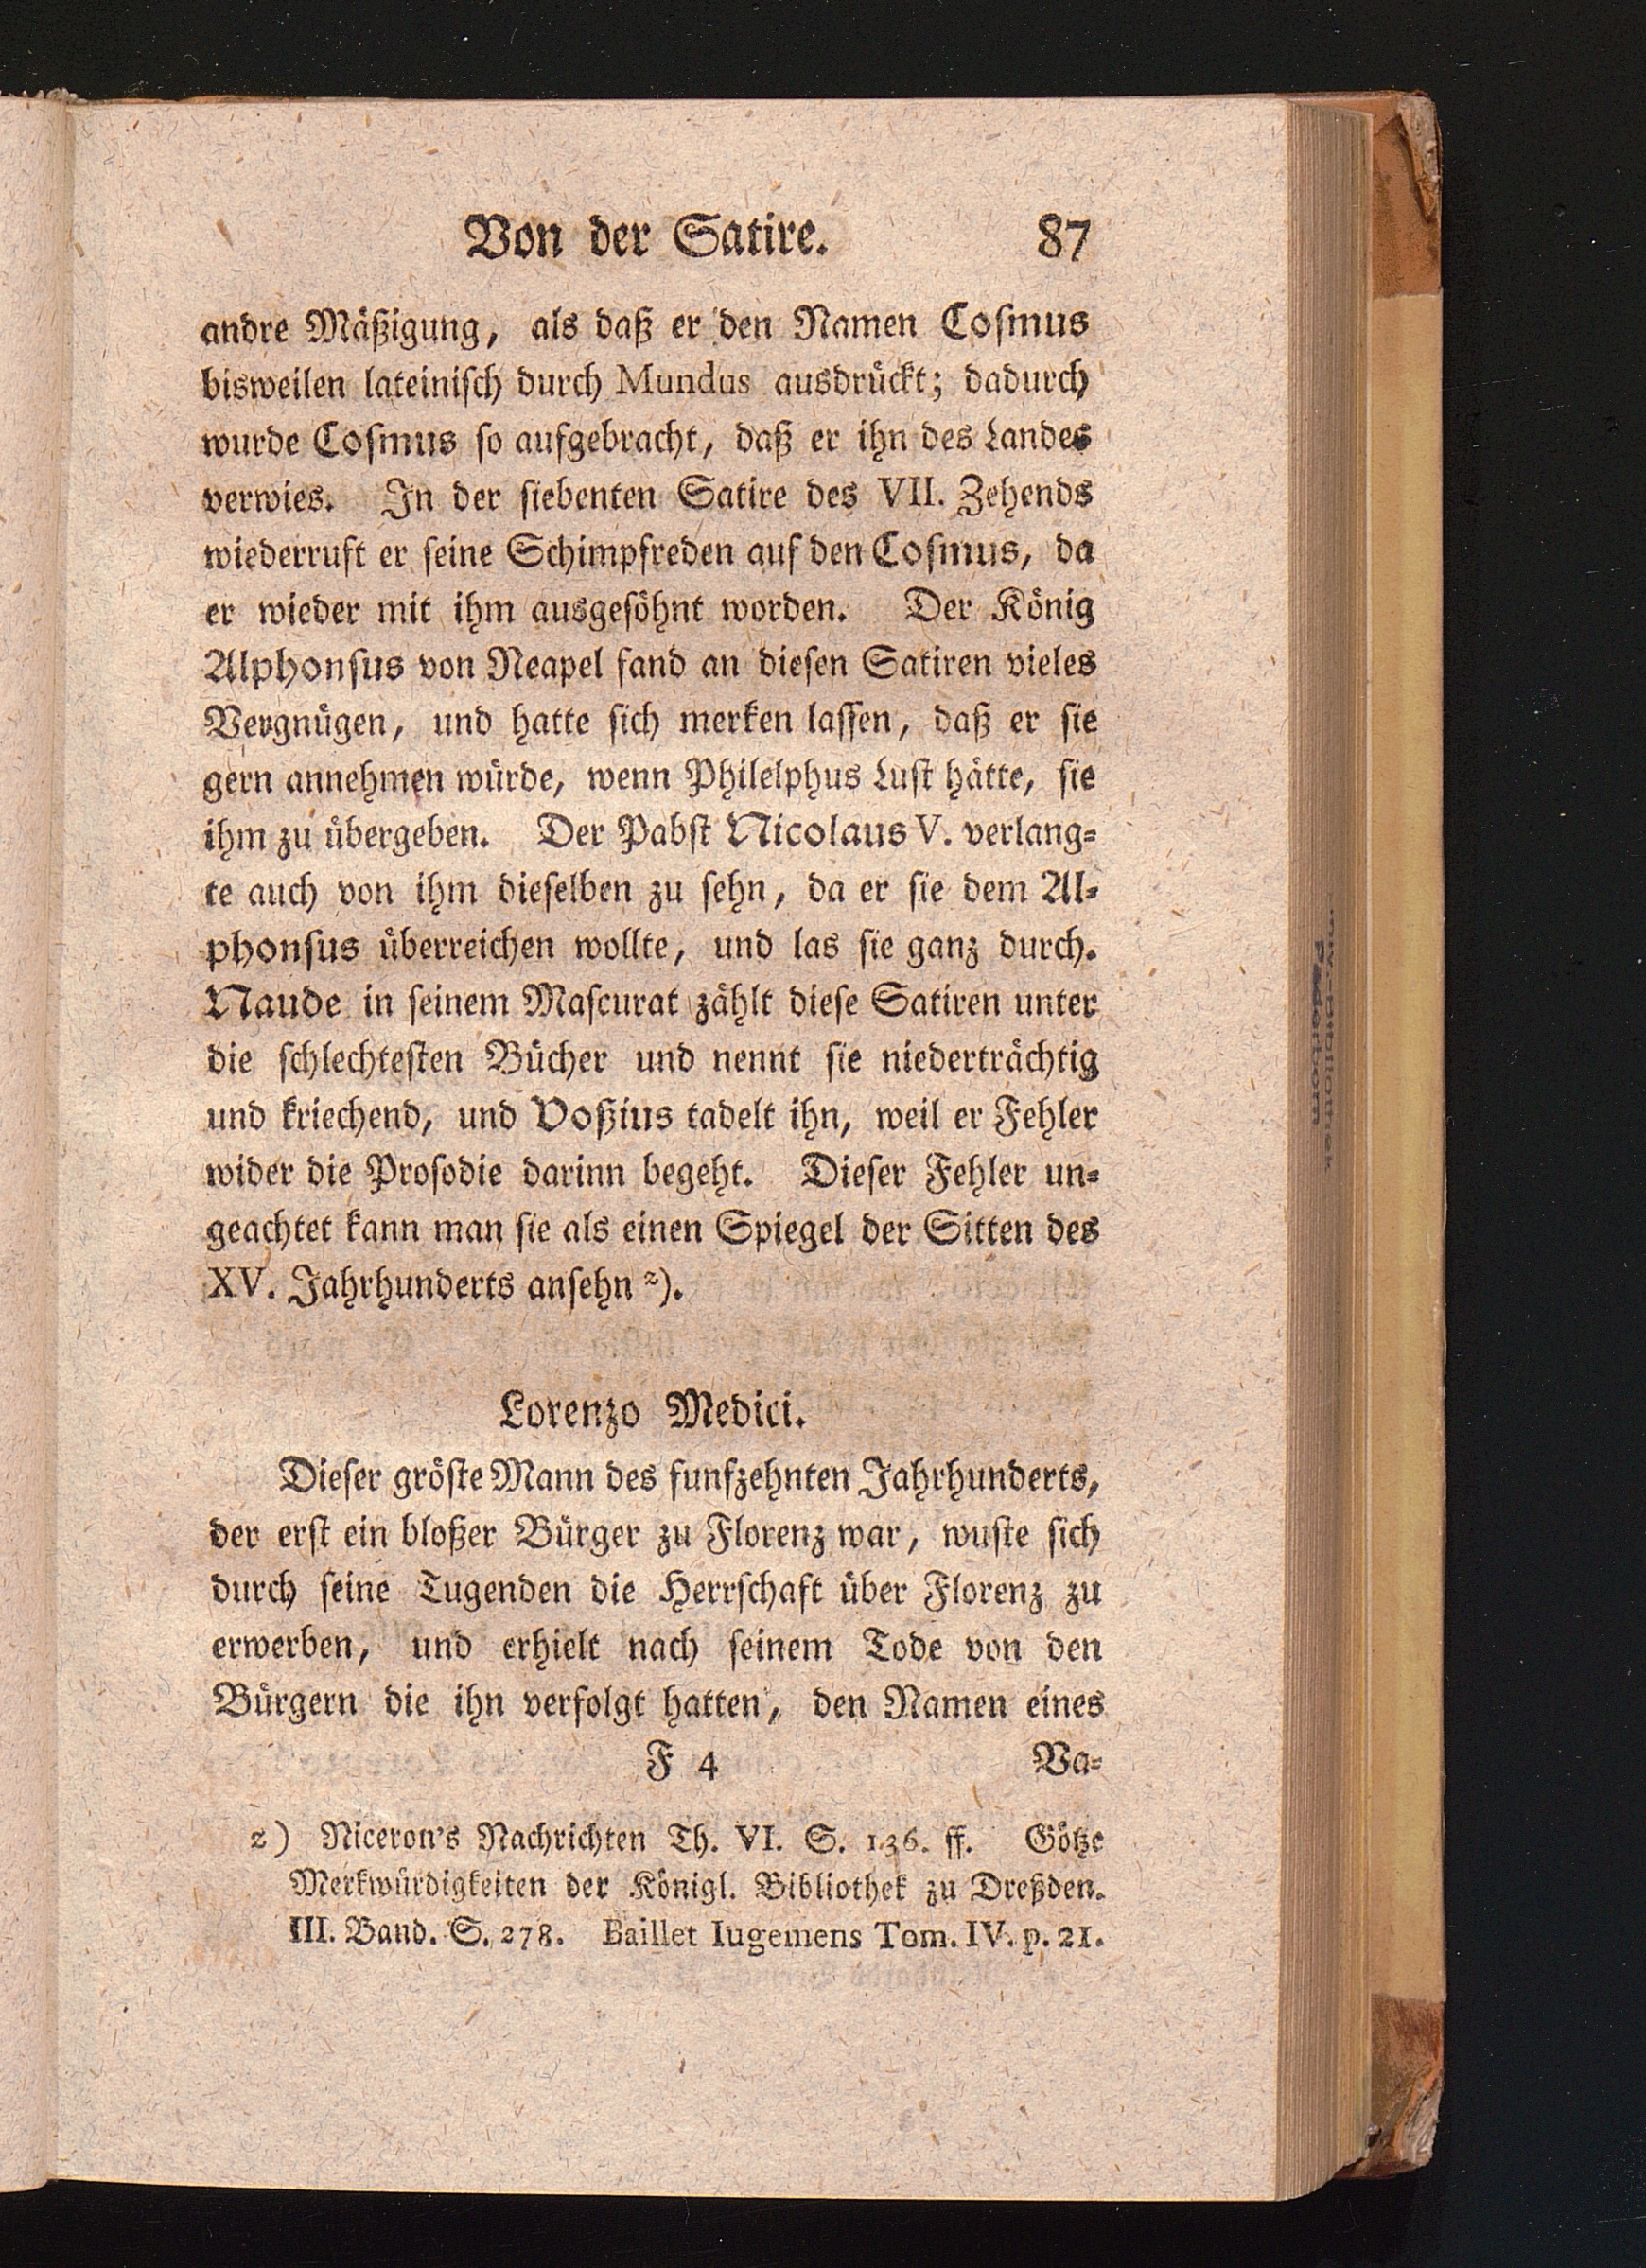 Von der Satire. 87
andre Mäßigung, als daß er den Namen Coſmus
bisweilen lateiniſch durch Mundus ausdrückt; dadurch
wurde Coſmus ſo aufgebracht, daß er ihn des Landes
verwies. In der ſiebenten Satire des VII. Zehends
wiederruft er ſeine Schimpfreden auf den Coſmus, da
er wieder mit ihm ausgeſöhnt worden. Der König
Alphonſus von Neapel fand an dieſen Satiren vieles
Vergnügen, und hatte ſich merken laſſen, daß er ſie
gern annehmen würde, wenn Philelphus Luſt hätte, ſie
ihm zu übergeben. Der Pabſt Nicolaus V. verlang-
te auch von ihm dieſelben zu ſehn, da er ſie dem Al-
phonſus überreichen wollte, und las ſie ganz durch.
Naude in ſeinem Maſcurat zählt dieſe Satiren unter
die ſchlechteſten Bücher und nennt ſie niederträchtig
und kriechend, und Voßius tadelt ihn, weil er Fehler
wider die Proſodie darinn begeht. Dieſer Fehler un-
geachtet kann man ſie als einen Spiegel der Sitten des
XV. Jahrhunderts anſehn z).
Lorenzo Medici.
Dieſer gröſte Mann des funfzehnten Jahrhunderts,
der erſt ein bloßer Bürger zu Florenz war, wuſte ſich
durch ſeine Tugenden die Herrſchaft über Florenz zu
erwerben, und erhielt nach ſeinem Tode von den
Bürgern die ihn verfolgt hatten, den Namen eines
F 4 Va-
z) Niceron's Nachrichten Th. VI. S. 136. ff. Götze
Merkwürdigkeiten der Königl. Bibliothek zu Dreßden.
III. Band. S. 278. Baillet Iugemens Tom. IV. p. 21.